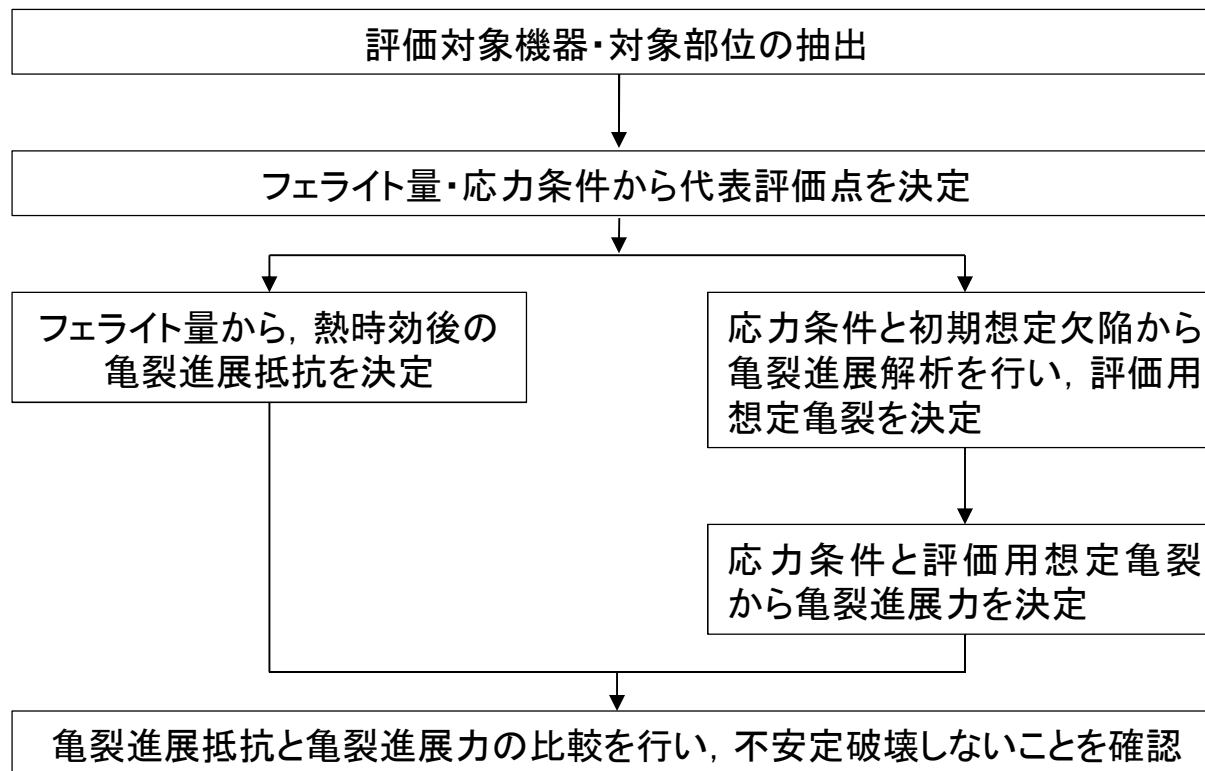 評価対象機器・対象部位の抽出
フェライト量・応力条件から代表評価点を決定
フェライト量から，熱時効後の
亀裂進展抵抗を決定
応力条件と初期想定欠陥から
亀裂進展解析を行い，評価用
想定亀裂を決定
応力条件と評価用想定亀裂
から亀裂進展力を決定
亀裂進展抵抗と亀裂進展力の比較を行い，不安定破壊しないことを確認